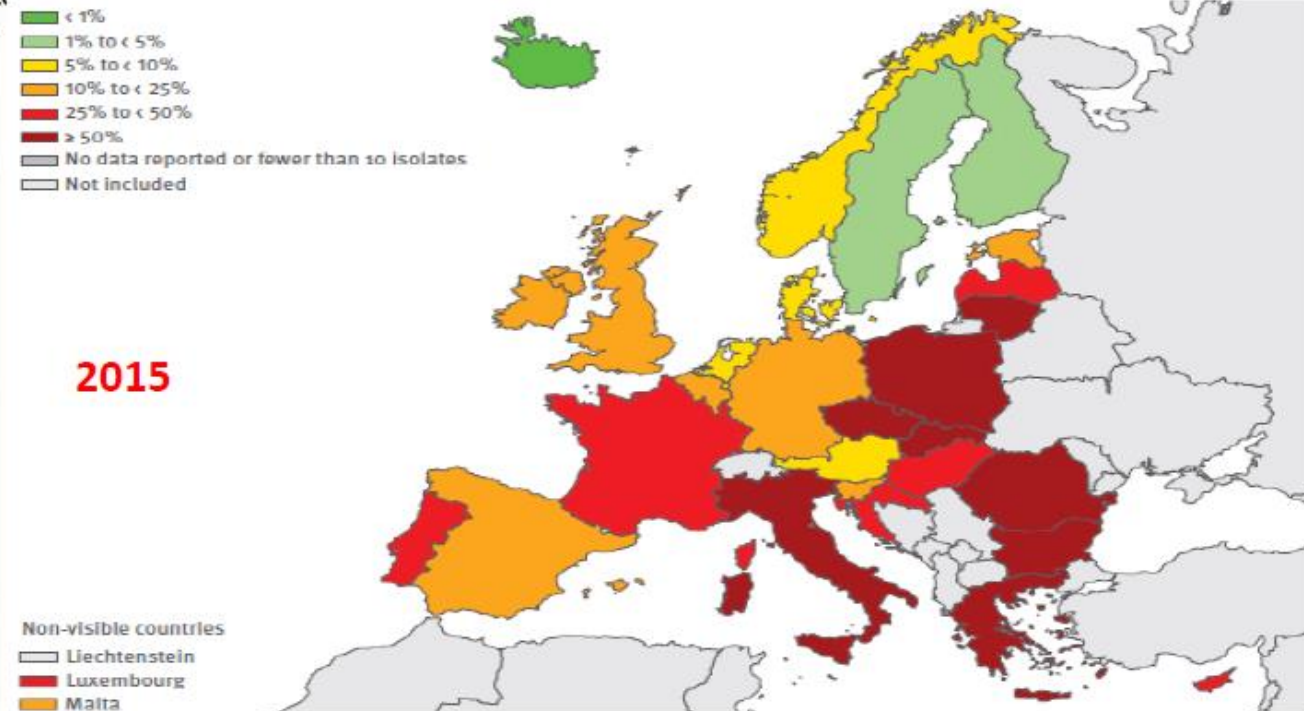 < 1%
1% to < 5%
5% to < 10%
10% to < 25%
25% to < 50%
≥ 50%
No data reported or fewer than 10 isolates
Not included
2015
Non-visible countries
Liechtenstein
Luxembourg
Malta